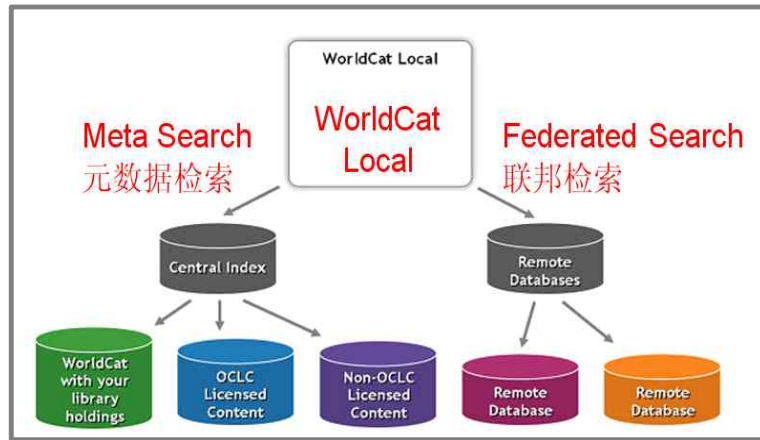 WorldCat Local
WorldCat
Local
Meta Search
元数据检索
Federated Search
联邦检索
Central Index
Remote
Databases
WorldCat
with your
library
holdings
OCLC
Licensed
Content
Non-OCLC
Licensed
Content
Remote
Database
Remote
Database